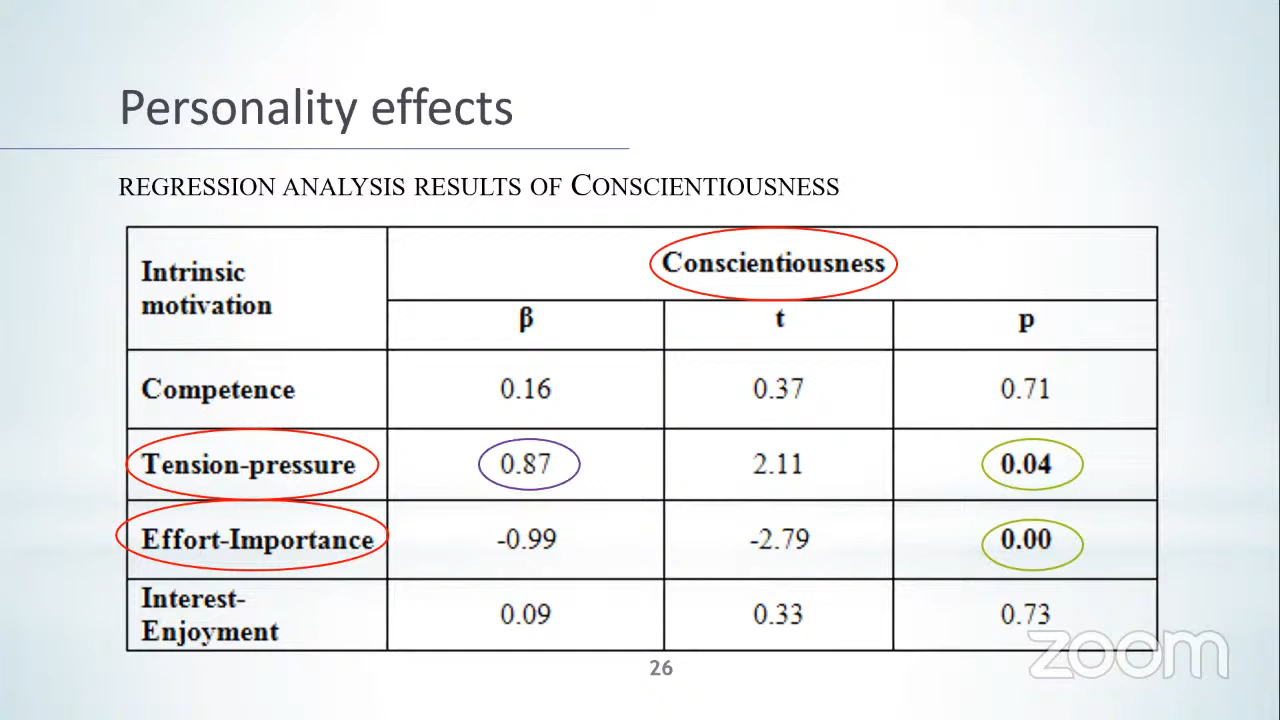 Personality effects
REGRESSION ANALYSIS RESULTS OF CONSCIENTIOUSNESS
Intrinsic motivation
Conscientiousness
β t p
Competence 0.16 0.37 0.71
Tension-pressure 0.87 2.11 0.04
Effort-Importance -0.99 -2.79 0.00
Interest-
Enjoyment 0.09 0.33 0.73
26
zoom